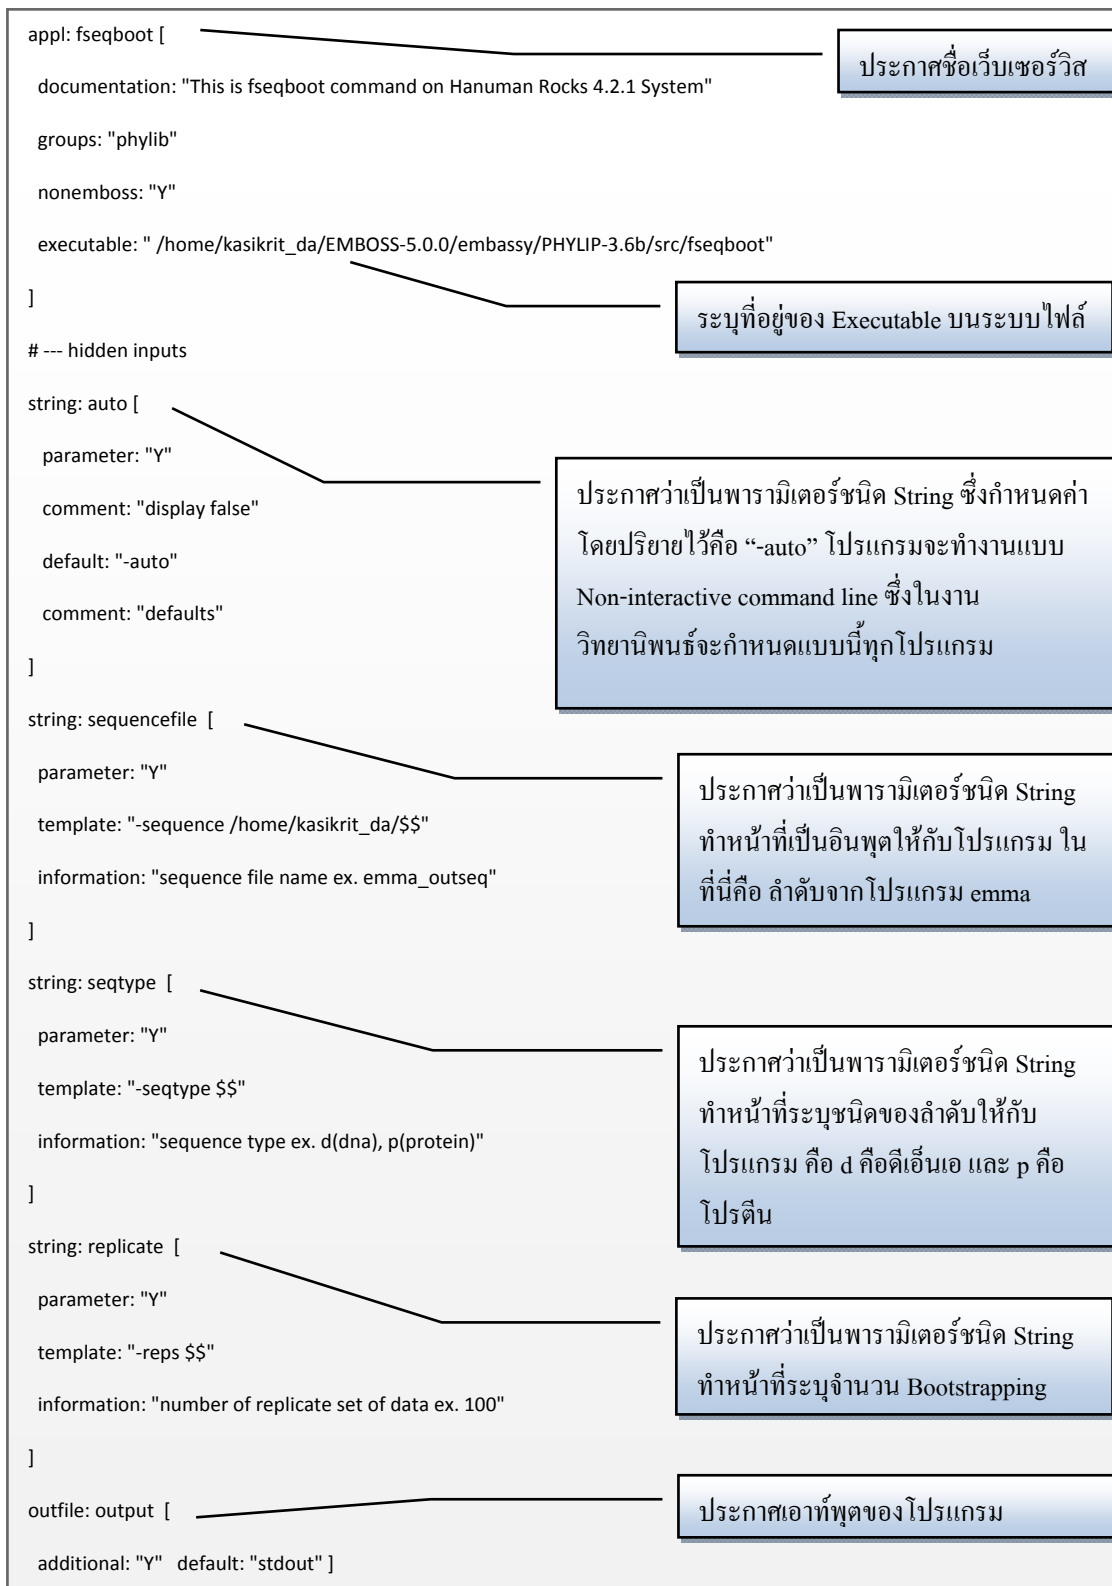 appl: fseqboot [
ประกาศชื่อเว็บเซอร์วิส
documentation: "This is fseqboot command on Hanuman Rocks 4.2.1 System"
groups: "phylib"
nonemboss: "Y"
executable: " /home/kasikrit_da/EMBOSS-5.0.0/embassy/PHYLIP-3.6b/src/fseqboot"
]
ระบุที่อยู่ของ Executable บนระบบไฟล์
# --- hidden inputs
string: auto [
parameter: "Y"
comment: "display false"
default: "-auto"
comment: "defaults"
]
ประกาศว่าเป็นพารามิเตอร์ชนิด String ซึ่งกำหนดค่า
โดยปริยายไว้คือ “-auto” โปรแกรมจะทำงานแบบ
Non-interactive command line ซึ่งในงาน
วิทยานิพนธ์จะกำหนดแบบนี้ทุกโปรแกรม
string: sequencefile [
parameter: "Y"
template: "-sequence /home/kasikrit_da/$$"
information: "sequence file name ex. emma_outseq"
]
ประกาศว่าเป็นพารามิเตอร์ชนิด String
ทำหน้าที่เป็นอินพุตให้กับโปรแกรม ใน
ที่นี่คือ ลำดับจากโปรแกรม emma
string: seqtype [
parameter: "Y"
template: "-seqtype $$"
information: "sequence type ex. d(dna), p(protein)"
]
ประกาศว่าเป็นพารามิเตอร์ชนิด String
ทำหน้าที่ระบุชนิดของลำดับให้กับ
โปรแกรม คือ d คือดีเอ็นเอ และ p คือ
โปรตีน
string: replicate [
parameter: "Y"
template: "-reps $$"
information: "number of replicate set of data ex. 100"
]
ประกาศว่าเป็นพารามิเตอร์ชนิด String
ทำหน้าที่ระบุจำนวน Bootstrapping
outfile: output [
ประกาศเอาท์พุตของโปรแกรม
additional: "Y" default: "stdout" ]